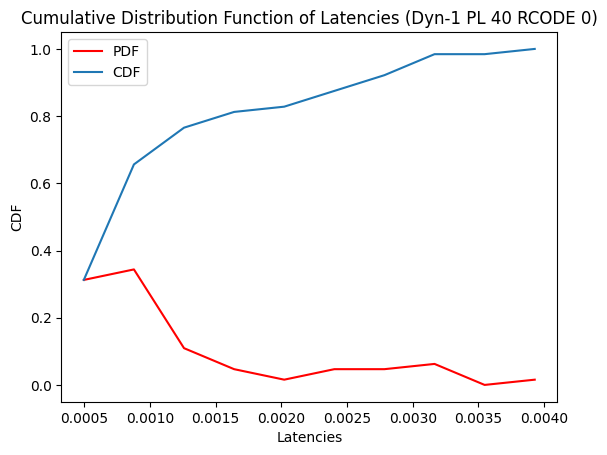 Cumulative Distribution Function of Latencies (Dyn-1 PL 40 RCODE 0)
PDF
CDF
CDF
1.0
0.8
0.6
0.4
0.2
0.0
0.0005 0.0010 0.0015 0.0020 0.0025 0.0030 0.0035 0.0040
Latencies